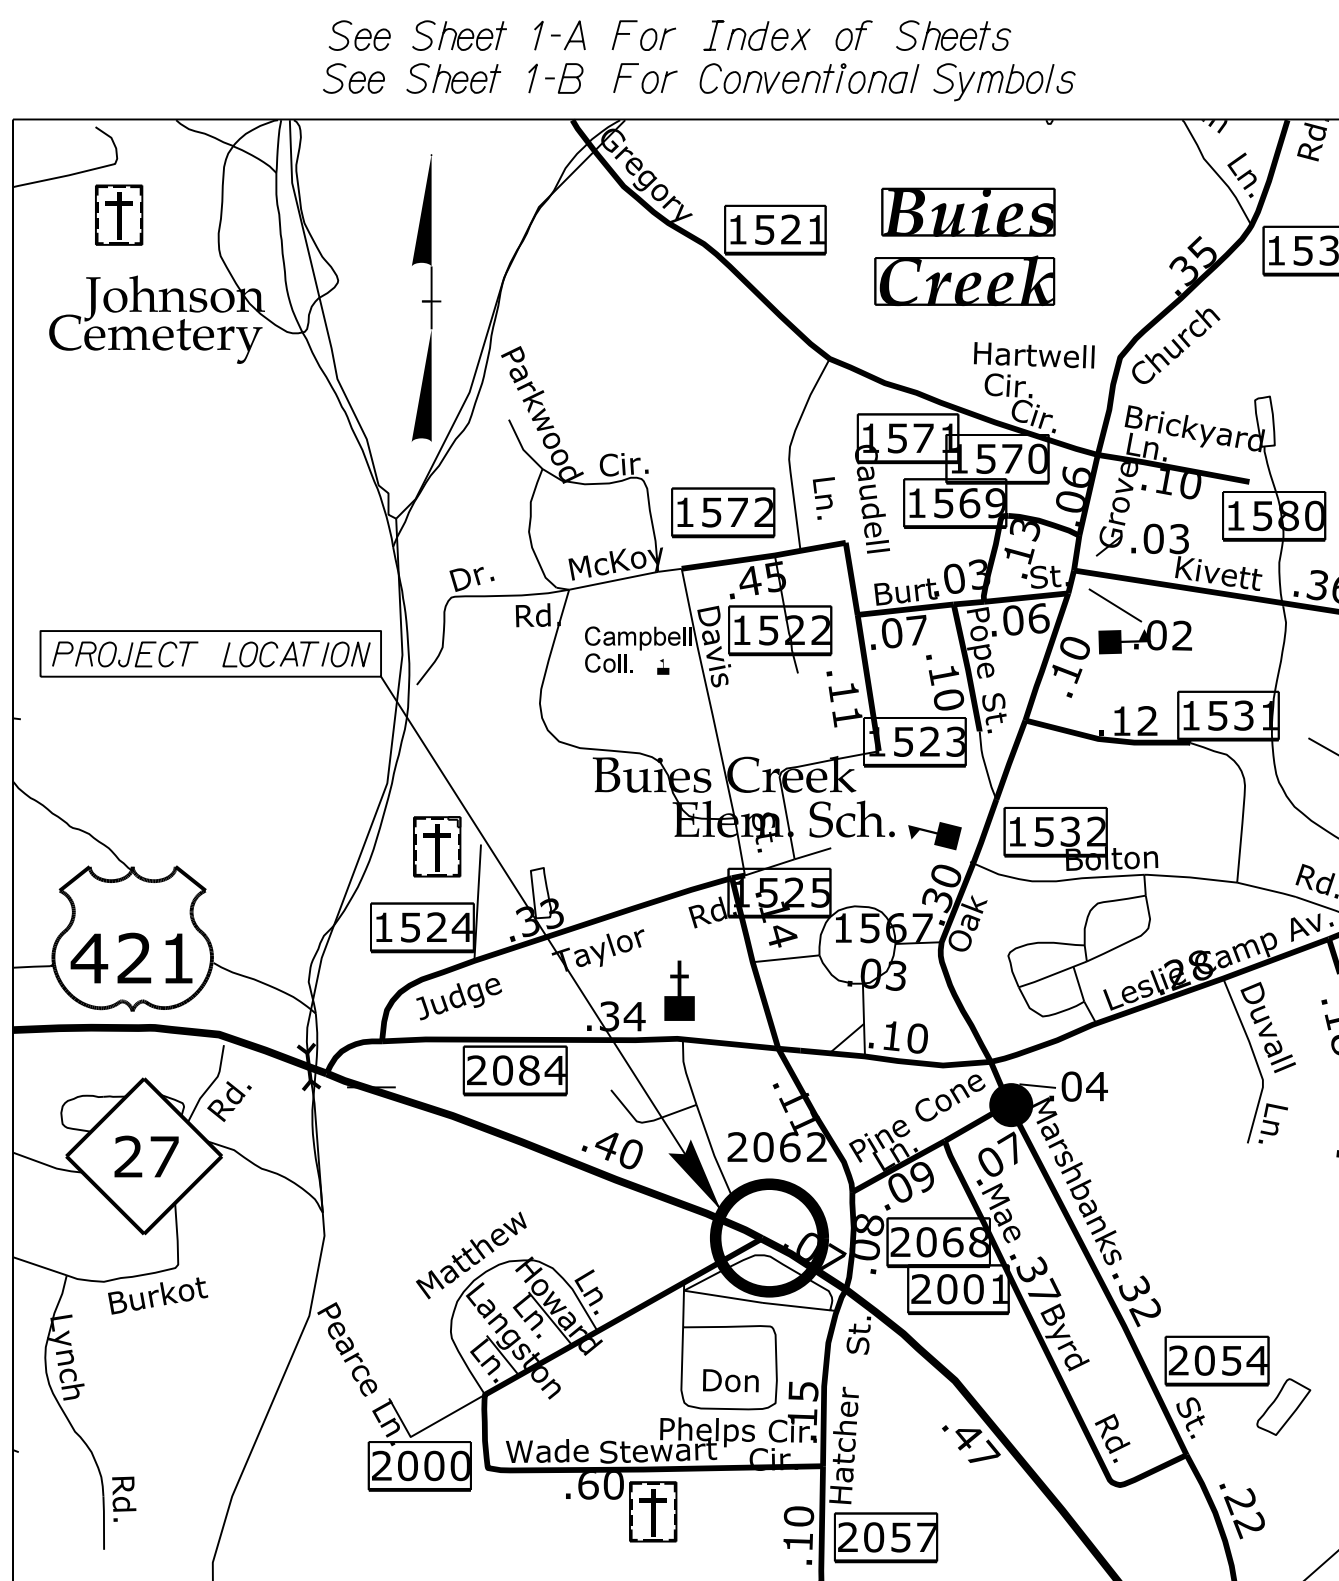 See Sheet 1-A For Index of Sheets
See Sheet 1-B For Conventional Symbols
Gregory
1521
Buies
Creek
Ln.
Rd.
.35
153
Johnson
Cemetery
Church
Hartwell
Cir.
Cir.
Parkwood
Cir.
Brickyard
Ln.
.10
1571
1570
1569
1572
Ln.
Caudell
.06
Grove
.03
1580
.13
McKoy
Dr.
Rd.
.45
Burt
.03
St.
Kivett
.36
PROJECT LOCATION
Campbell
Coll.
Davis
1522
.07
.06
Pope St.
.10
.10
.02
.11
1523
.12
1531
Buies Creek
Elem. Sch.
St.
1532
Bolton
Rd.
421
1524
.33
Judge
Taylor
Rd.
1525
.14
1567
.03
.30
Oak
Leslie Camp Av.
.28
Duvall
Ln.
.34
.10
2084
Rd.
27
.40
.11
2062
Pine Cone
Ln.
.04
.09
.07
Marshbanks
.32
St.
Mae
.37
Byrd
Rd.
.07
.08
2068
2001
Matthew
Ln.
Howard
Ln.
Langston
Ln.
Burkot
Lynch
Rd.
Pearce Ln.
Don
Phelps Cir.
2054
St.
.15
Hatcher
.47
2000
Wade Stewart
Cir.
.60
.10
2057
.22